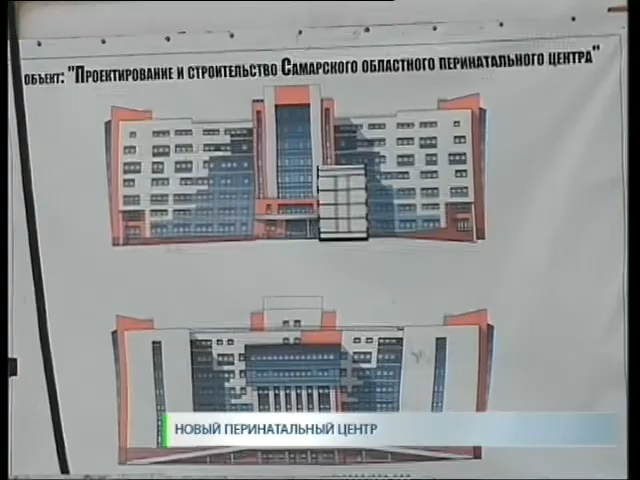 объект: "Проектирование и строительство Самарского областного перинатального центра"
НОВЫЙ ПЕРИНАТАЛЬНЫЙ ЦЕНТР